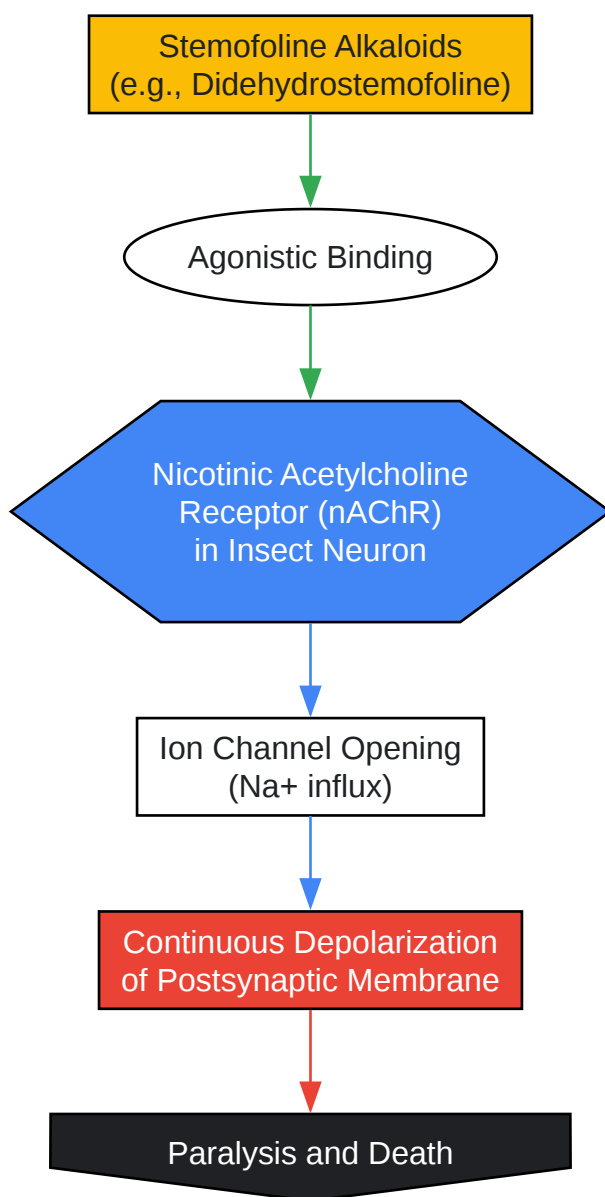 Stemofoline Alkaloids
(e.g., Didehydrostemofoline)
Agonistic Binding
Nicotinic Acetylcholine
Receptor (nAChR)
in Insect Neuron
Ion Channel Opening
(Na+ influx)
Continuous Depolarization
of Postsynaptic Membrane
Paralysis and Death